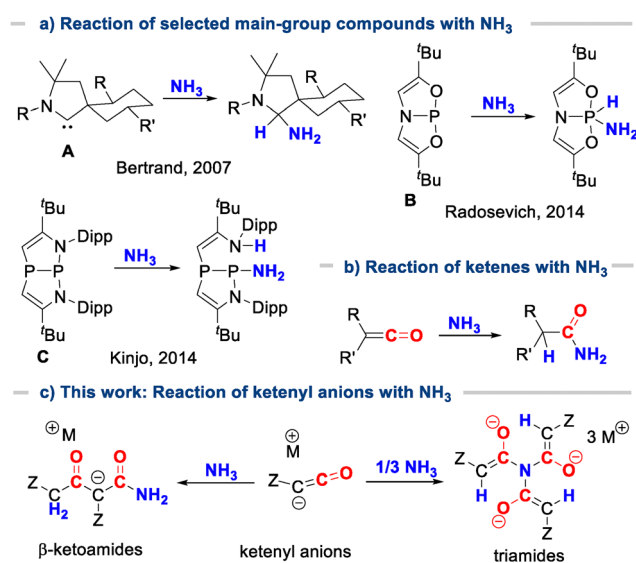 a) Reaction of selected main-group compounds with NH3
R
N
R
R'
A
NH3
R
N
R
R'
H
NH2
Bertrand, 2007
tBu
O
N
P
O
tBu
B
NH3
tBu
O
H
N
P
NH2
O
tBu
Radosevich, 2014
tBu
Dipp
N
P
P
N
Dipp
tBu
C
NH3
tBu
Dipp
N
H
P
P
NH2
N
Dipp
tBu
Kinjo, 2014
b) Reaction of ketenes with NH3
R
R'
C
O
NH3
R
R'
H
C
O
NH2
c) This work: Reaction of ketenyl anions with NH3
⊕
M
O
O
Z
C
C
C
C
⊖
H2
Z
NH2
β-ketoamides
NH3
⊕
M
Z
C
C
O
⊖
ketenyl anions
1/3 NH3
⊖
O
H
Z
C
⊕
3 M
Z
C
C
N
C
O
⊖
H
⊖
O
C
C
H
Z
triamides